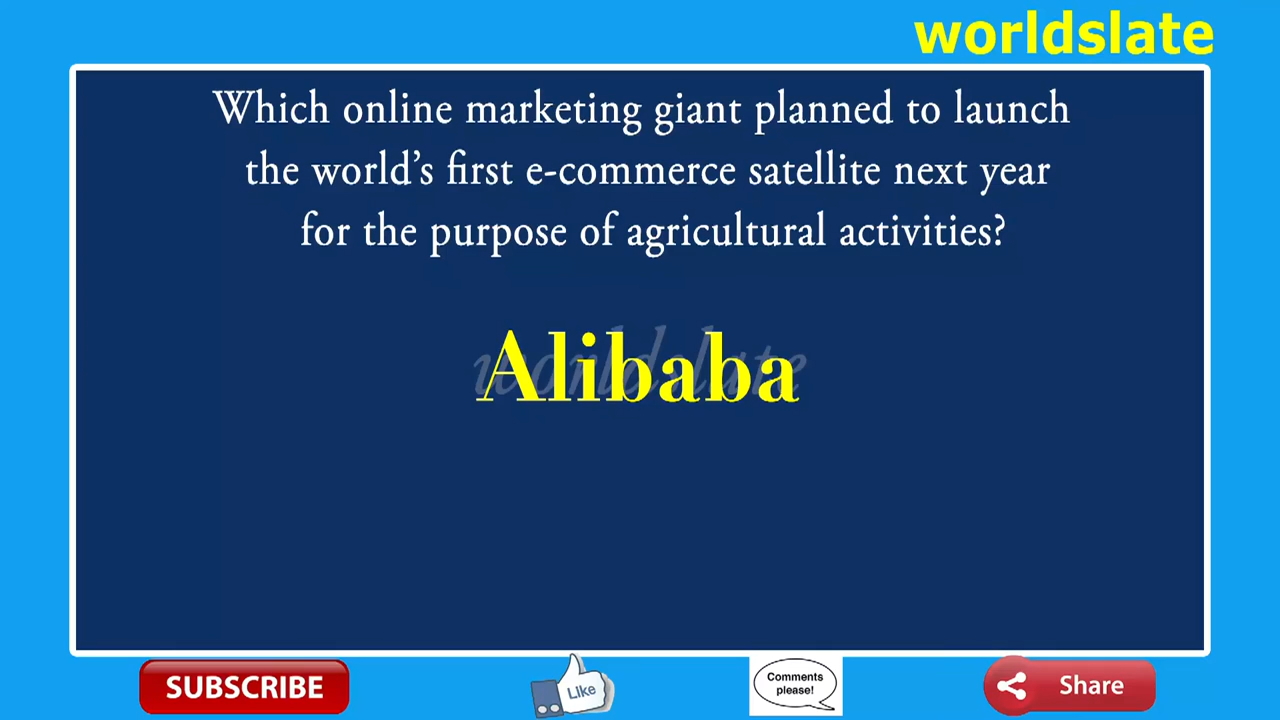 worldslate
Which online marketing giant planned to launch
the world’s first e-commerce satellite next year
for the purpose of agricultural activities?
worldslate
Alibaba
SUBSCRIBE
Like
Comments
please!
Share